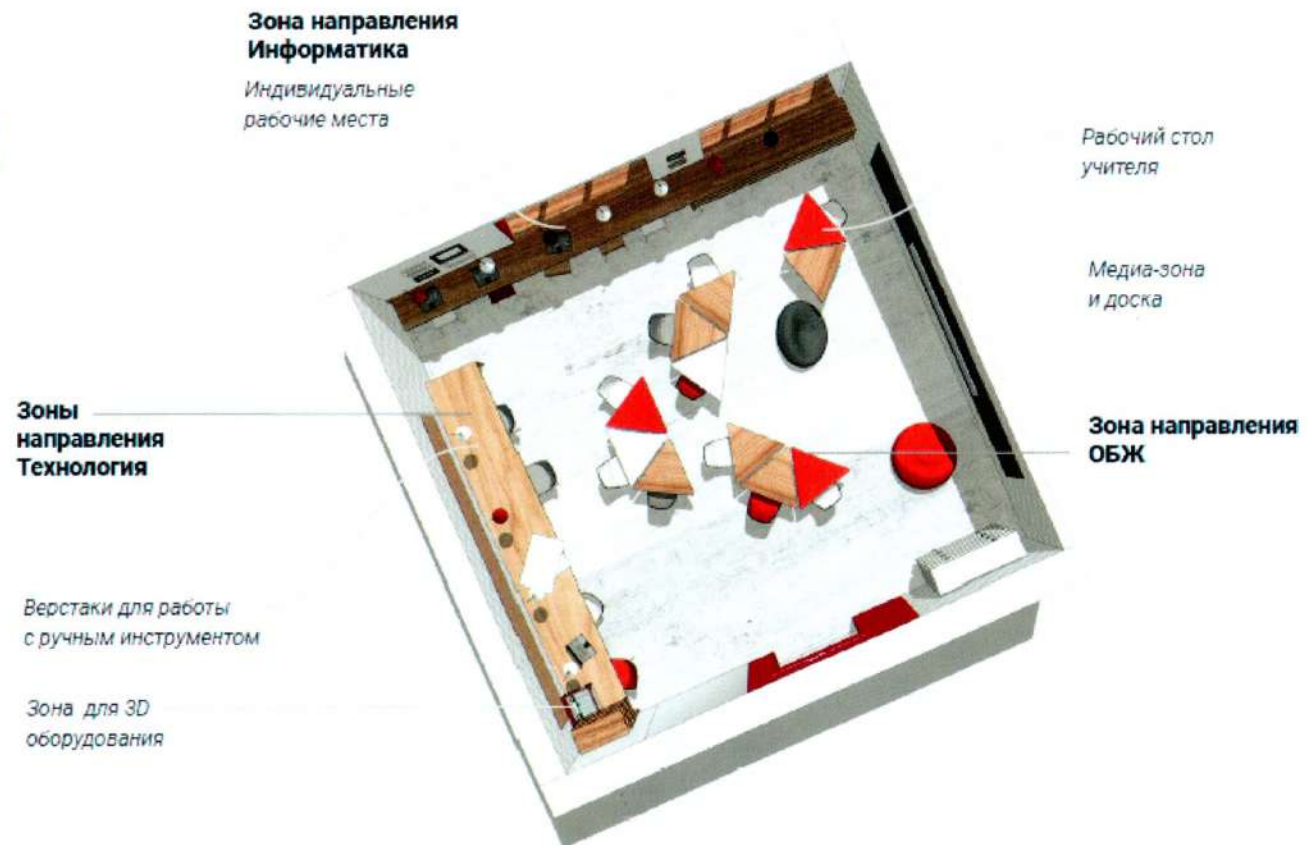 Зона направления
Информатика
Индивидуальные
рабочие места
Рабочий стол
учителя
Медиа-зона
и доска
Зоны
направления
Технология
Зона направления
ОБЖ
Верстаки для работы
с ручным инструментом
Зона для 3D
оборудования